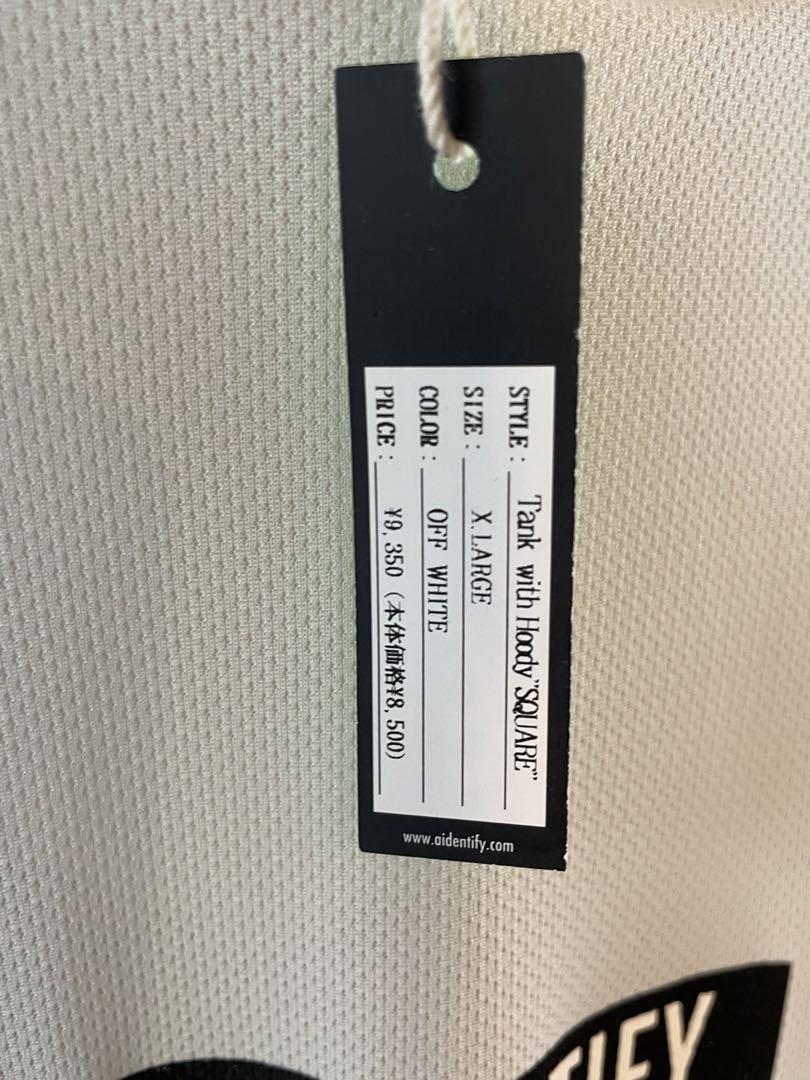 STYLE: Tank with Hoody"SQUARE"
SIZE: X.LARGE
COLOR: OFF WHITE
PRICE: ¥9,350 (本体価格¥8,500)
www.aidentify.com
TIFY